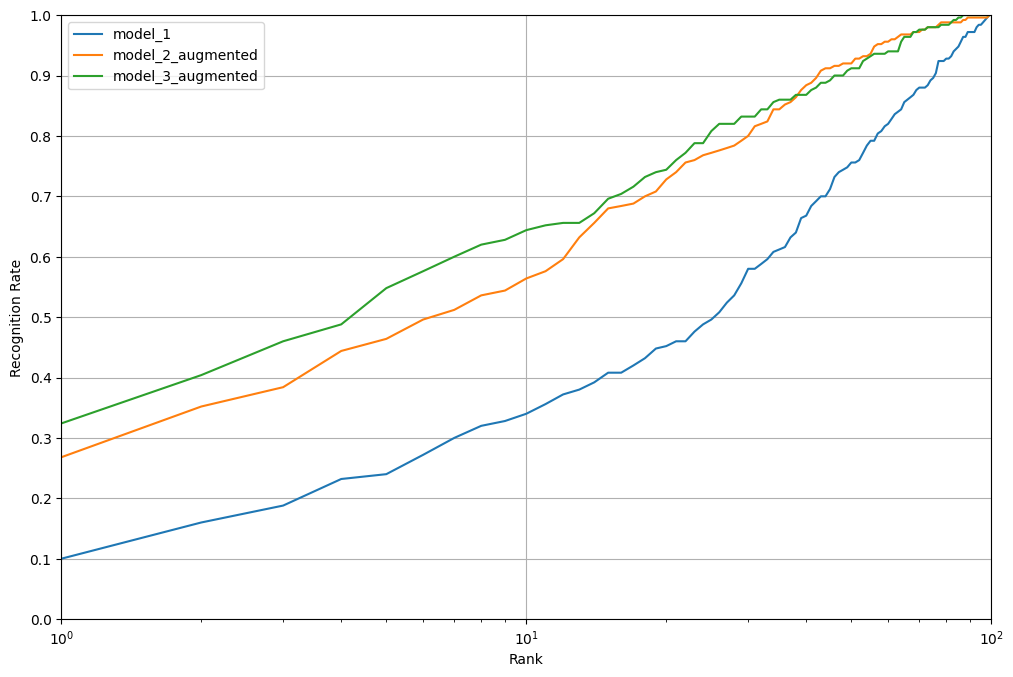 model_1
model_2_augmented
model_3_augmented
1.0
0.9
0.8
0.7
0.6
0.5
0.4
0.3
0.2
0.1
0.0
Recognition Rate
10⁰
10¹
10²
Rank